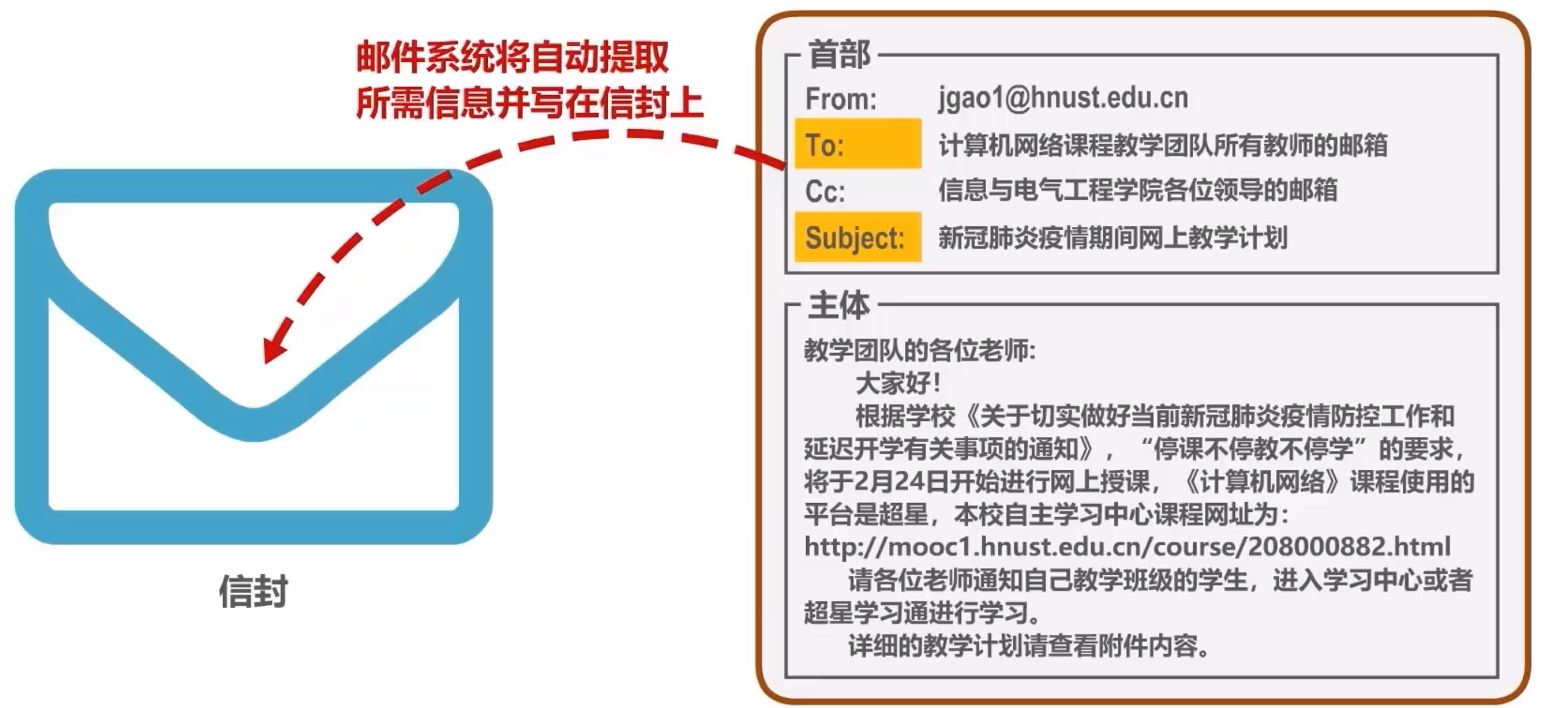 邮件系统将自动提取
所需信息并写在信封上
信封
首部
From: jgao1@hnust.edu.cn
To: 计算机网络课程教学团队所有教师的邮箱
Cc: 信息与电气工程学院各位领导的邮箱
Subject: 新冠肺炎疫情期间网上教学计划
主体
教学团队的各位老师:
大家好!
根据学校《关于切实做好当前新冠肺炎疫情防控工作和
延迟开学有关事项的通知》，“停课不停教不停学”的要求，
将于2月24日开始进行网上授课，《计算机网络》课程使用的
平台是超星，本校自主学习中心课程网址为：
http://mooc1.hnust.edu.cn/course/208000882.html
请各位老师通知自己教学班级的学生，进入学习中心或者
超星学习通进行学习。
详细的教学计划请查看附件内容。